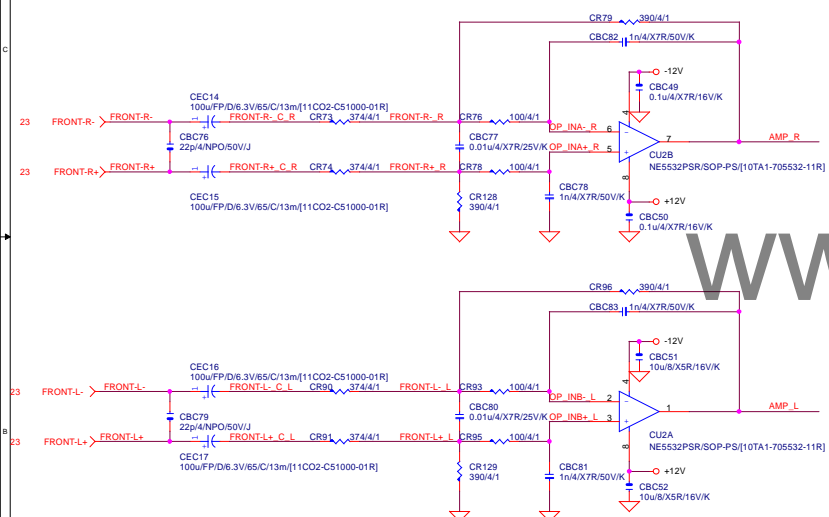 C
CR79 390/4/1
CBC82 1n/4/X7R/50V/K
-12V
CBC49
0.1u/4/X7R/16V/K
CEC14
100u/FP/D/6.3V/65/C/13m/[11CO2-C51000-01R]
23 FRONT-R- FRONT-R- 1 + FRONT-R-_C_R CR73 374/4/1 FRONT-R-_R CR76 100/4/1
CBC76
22p/4/NPO/50V/J
CBC77
0.01u/4/X7R/25V/K
OP_INA-_R 6 - 4
OP_INA+_R 5 + 7 AMP_R
CU2B
NE5532PSR/SOP-PS/[10TA1-705532-11R]
8
23 FRONT-R+ FRONT-R+ 1 + FRONT-R+_C_R CR74 374/4/1 FRONT-R+_R CR78 100/4/1
CEC15
100u/FP/D/6.3V/65/C/13m/[11CO2-C51000-01R]
CR128
390/4/1
CBC78
1n/4/X7R/50V/K
+12V
CBC50
0.1u/4/X7R/16V/K
WW
CR96 390/4/1
CBC83 1n/4/X7R/50V/K
-12V
CBC51
10u/8/X5R/16V/K
CEC16
100u/FP/D/6.3V/65/C/13m/[11CO2-C51000-01R]
23 FRONT-L- FRONT-L- 1 + FRONT-L-_C_L CR90 374/4/1 FRONT-L-_L CR93 100/4/1
CBC79
22p/4/NPO/50V/J
CBC80
0.01u/4/X7R/25V/K
OP_INB-_L 2 - 4
OP_INB+_L 3 + 1 AMP_L
CU2A
NE5532PSR/SOP-PS/[10TA1-705532-11R]
8
B
23 FRONT-L+ FRONT-L+ 1 + FRONT-L+_C_L CR91 374/4/1 FRONT-L+_L CR95 100/4/1
CEC17
100u/FP/D/6.3V/65/C/13m/[11CO2-C51000-01R]
CR129
390/4/1
CBC81
1n/4/X7R/50V/K
+12V
CBC52
10u/8/X5R/16V/K